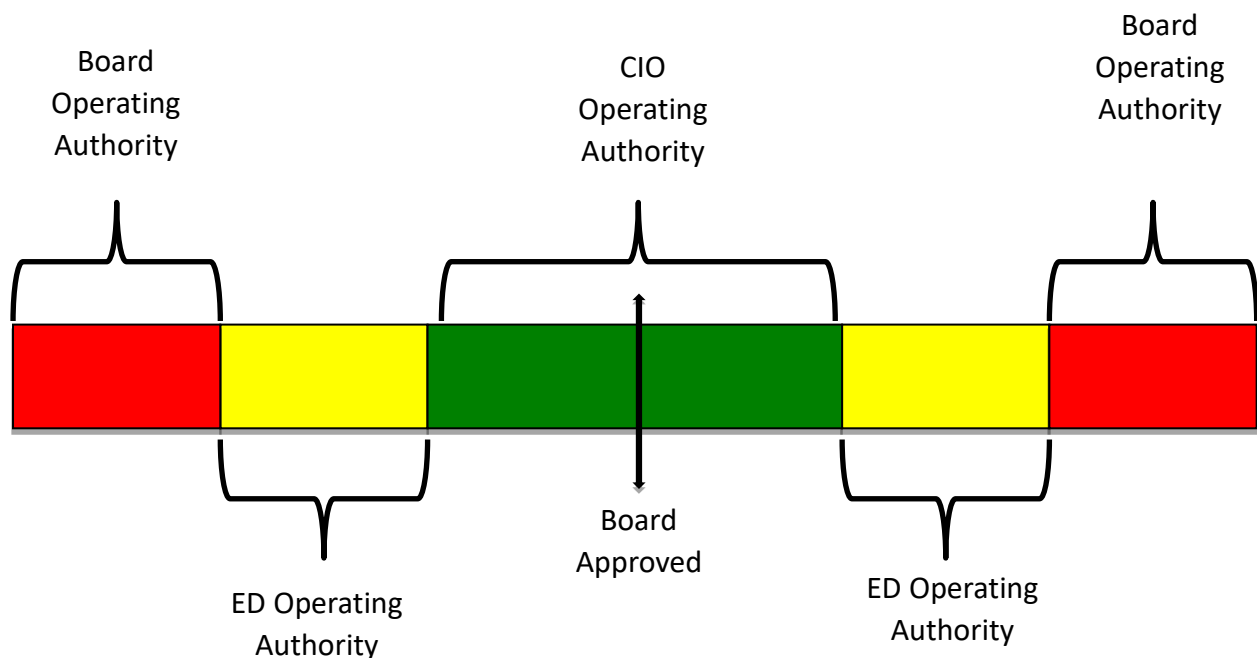 Board
Operating
Authority
CIO
Operating
Authority
Board
Operating
Authority
ED Operating
Authority
Board
Approved
ED Operating
Authority